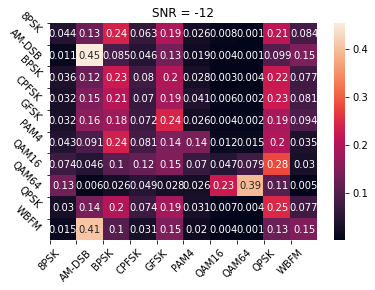 SNR = -12
8PSK 0.044 0.13 0.24 0.063 0.19 0.026 0.008 0.001 0.21 0.084
AM-DSB 0.011 0.45 0.085 0.046 0.13 0.019 0.004 0.001 0.099 0.15
BPSK 0.036 0.12 0.23 0.08 0.2 0.028 0.003 0.004 0.22 0.077
CPFSK 0.032 0.15 0.21 0.07 0.19 0.041 0.006 0.002 0.23 0.081
GFSK 0.032 0.16 0.18 0.072 0.24 0.026 0.004 0.002 0.19 0.094
PAM4 0.043 0.091 0.24 0.081 0.14 0.14 0.012 0.015 0.2 0.035
QAM16 0.074 0.046 0.1 0.12 0.15 0.07 0.047 0.079 0.28 0.03
QAM64 0.13 0.006 0.026 0.049 0.028 0.026 0.23 0.39 0.11 0.005
QPSK 0.03 0.14 0.2 0.074 0.19 0.031 0.007 0.004 0.25 0.077
WBFM 0.015 0.41 0.1 0.031 0.15 0.02 0.004 0.001 0.13 0.15
8PSK AM-DSB BPSK CPFSK GFSK PAM4 QAM16 QAM64 QPSK WBFM
0.4
0.3
0.2
0.1